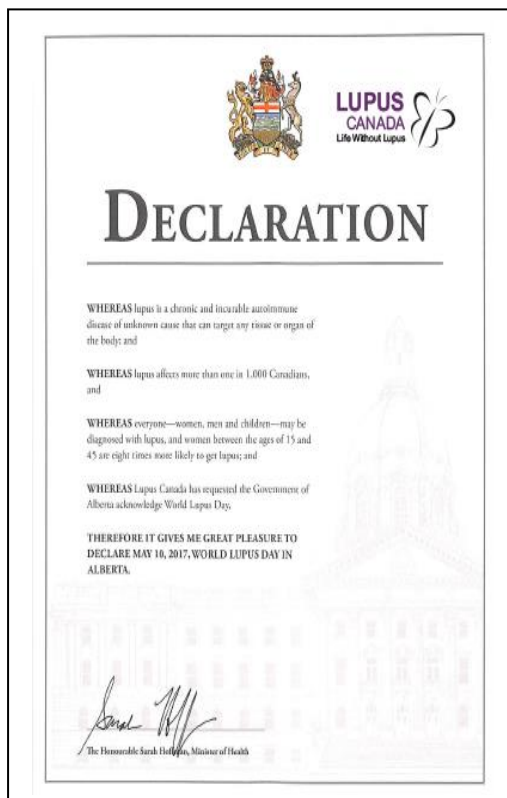 LUPUS
CANADA
Life Without Lupus
DECLARATION
WHEREAS lupus is a chronic and incurable autoimmune
disease of unknown cause that can target any tissue or organ of
the body; and
WHEREAS lupus affects more than one in 1,000 Canadians,
and
WHEREAS everyone—women, men and children—may be
diagnosed with lupus, and women between the ages of 15 and
45 are eight times more likely to get lupus; and
WHEREAS Lupus Canada has requested the Government of
Alberta acknowledge World Lupus Day,
THEREFORE IT GIVES ME GREAT PLEASURE TO
DECLARE MAY 10, 2017, WORLD LUPUS DAY IN
ALBERTA.
Sarah Hoff
The Honourable Sarah Hoffman, Minister of Health